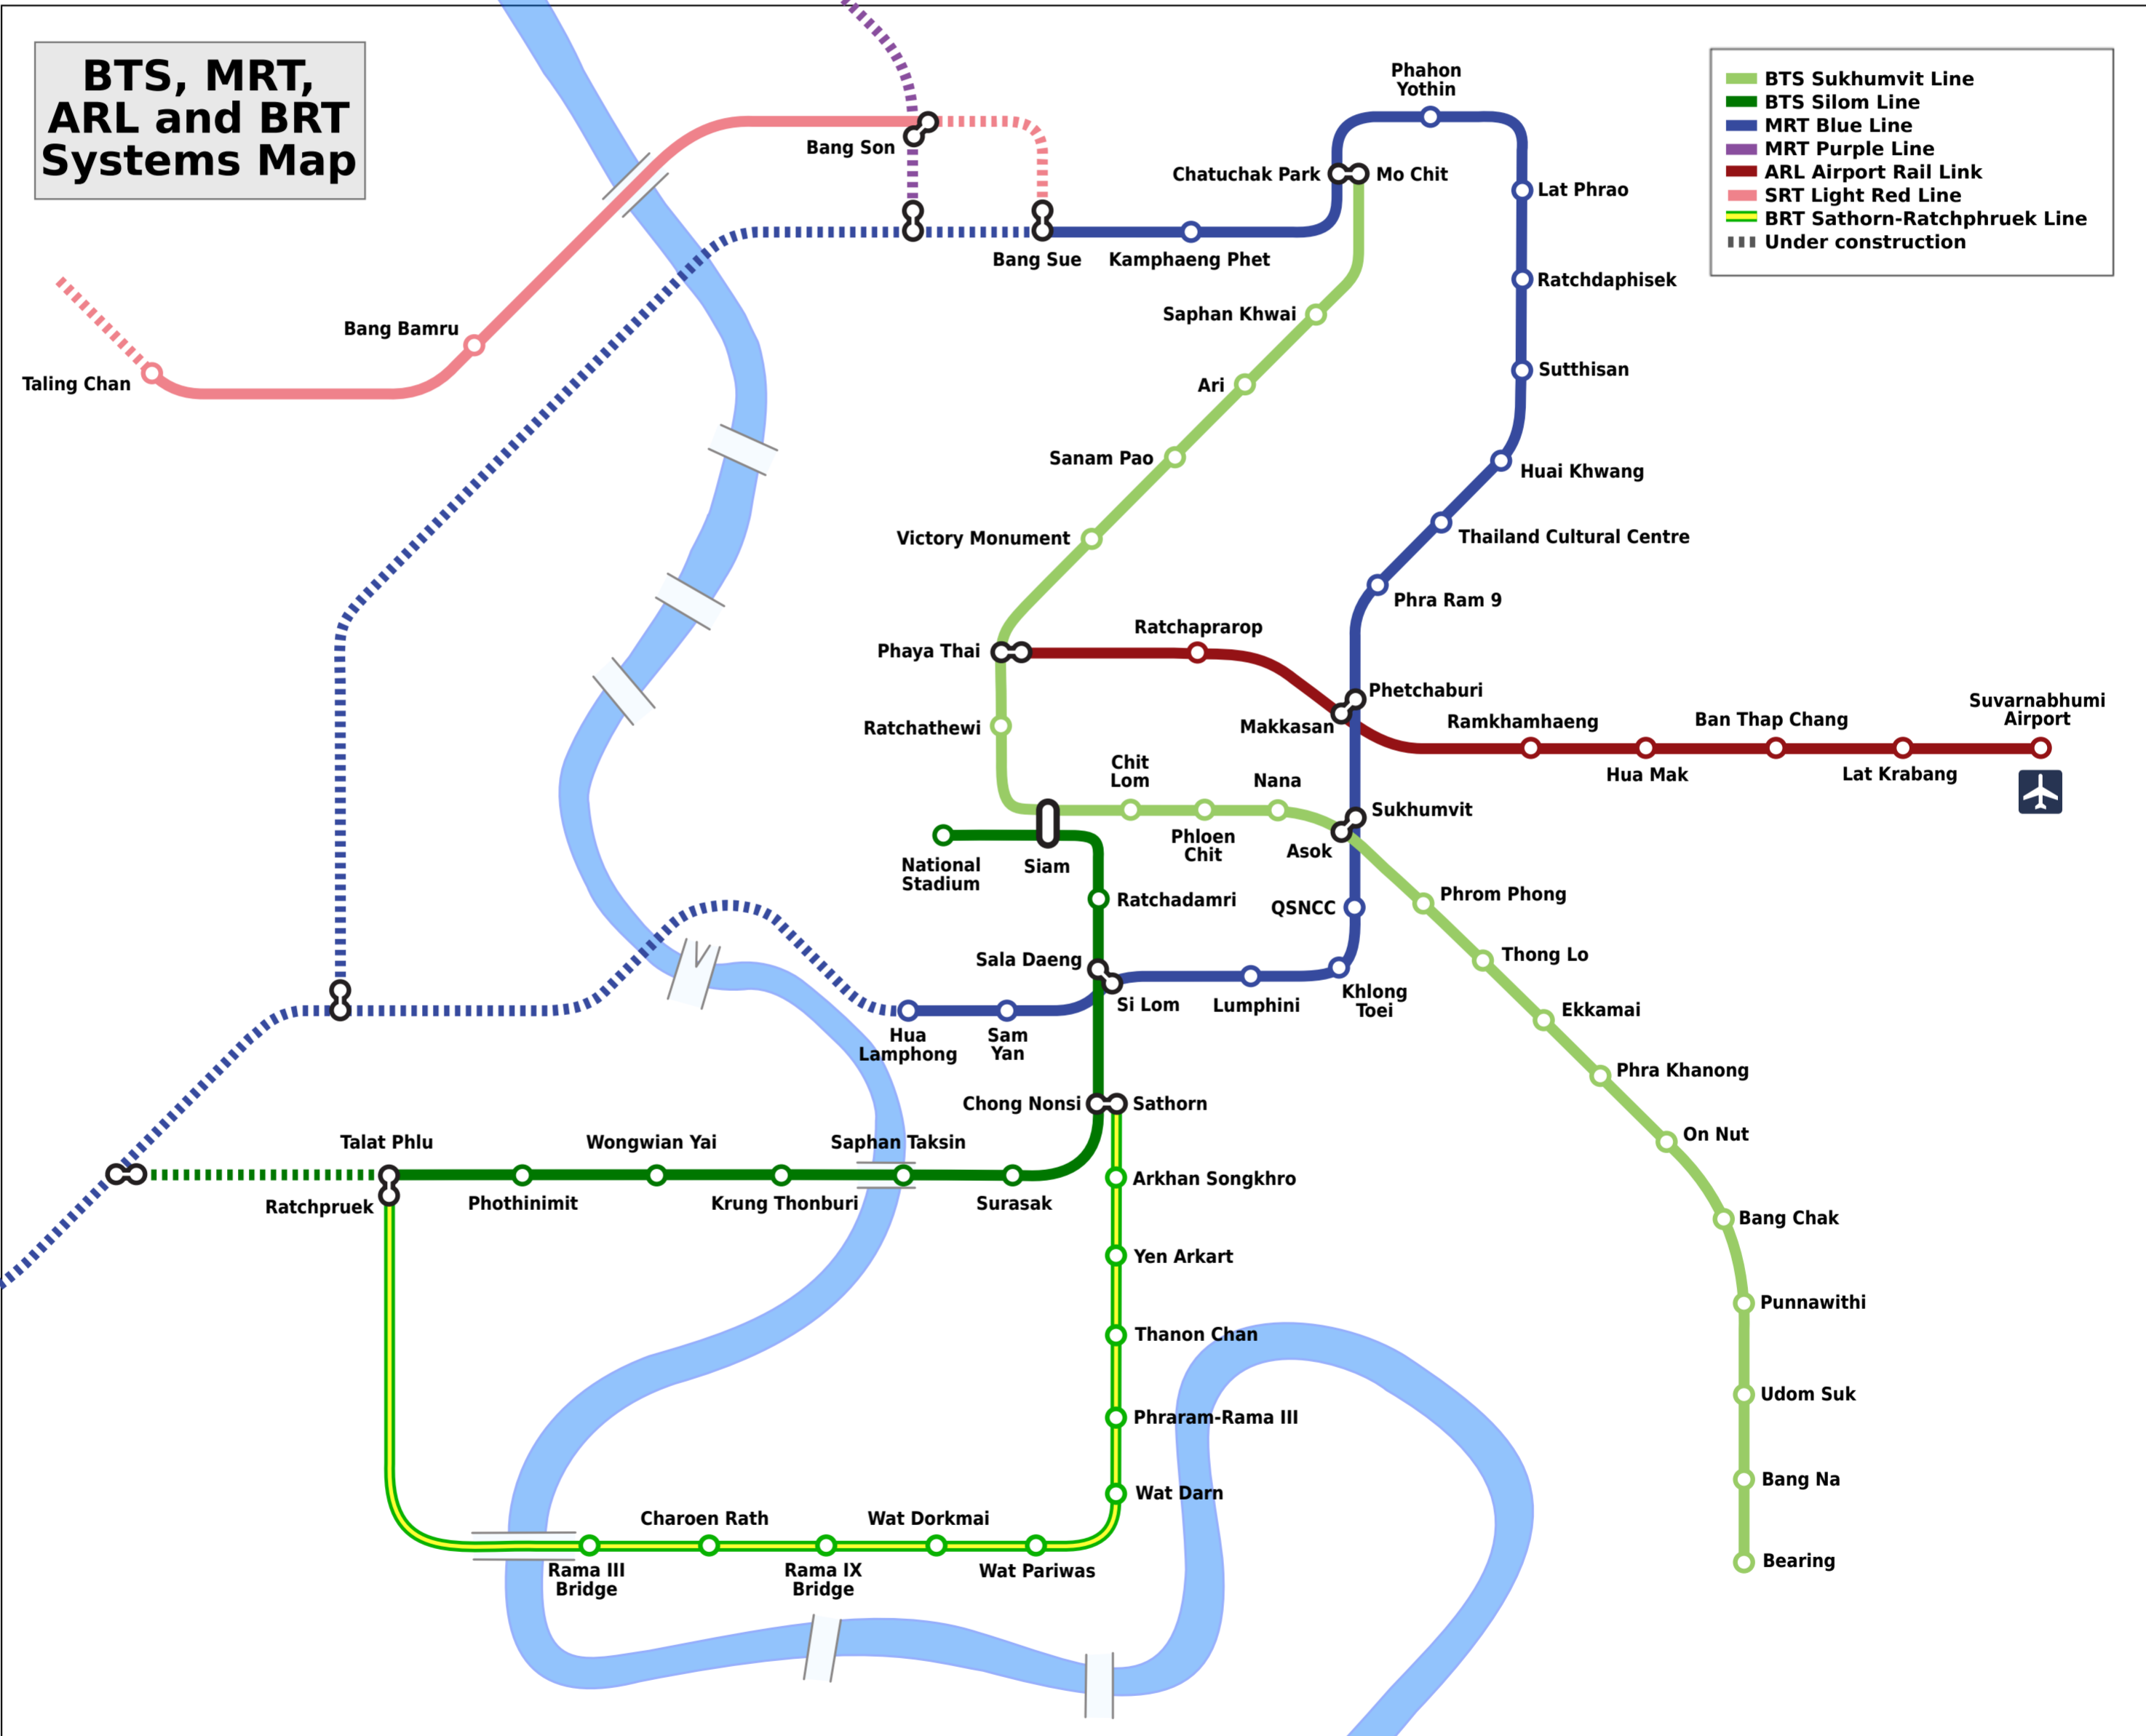 BTS, MRT,
ARL and BRT
Systems Map
BTS Sukhumvit Line
BTS Silom Line
MRT Blue Line
MRT Purple Line
ARL Airport Rail Link
SRT Light Red Line
BRT Sathorn-Ratchphruek Line
Under construction
Phahon
Yothin
Bang Son
Chatuchak Park
Mo Chit
Lat Phrao
Bang Sue
Kamphaeng Phet
Ratchdaphisek
Saphan Khwai
Bang Bamru
Taling Chan
Ari
Sutthisan
Sanam Pao
Huai Khwang
Victory Monument
Thailand Cultural Centre
Phra Ram 9
Ratchaprarop
Phaya Thai
Phetchaburi
Makkasan
Ramkhamhaeng
Ban Thap Chang
Suvarnabhumi
Airport
Ratchathewi
Hua Mak
Lat Krabang
Chit
Lom
Nana
Sukhumvit
Phloen
Chit
Asok
National
Stadium
Siam
Ratchadamri
QSNCC
Phrom Phong
Sala Daeng
Thong Lo
Si Lom
Lumphini
Khlong
Toei
Ekkamai
Hua
Lamphong
Sam
Yan
Phra Khanong
Chong Nonsi
Sathorn
On Nut
Talat Phlu
Wongwian Yai
Saphan Taksin
Arkhan Songkhro
Ratchpruek
Phothinimit
Krung Thonburi
Surasak
Bang Chak
Yen Arkart
Punnawithi
Thanon Chan
Udom Suk
Phraram-Rama III
Bang Na
Wat Darn
Charoen Rath
Wat Dorkmai
Bearing
Rama III
Bridge
Rama IX
Bridge
Wat Pariwas